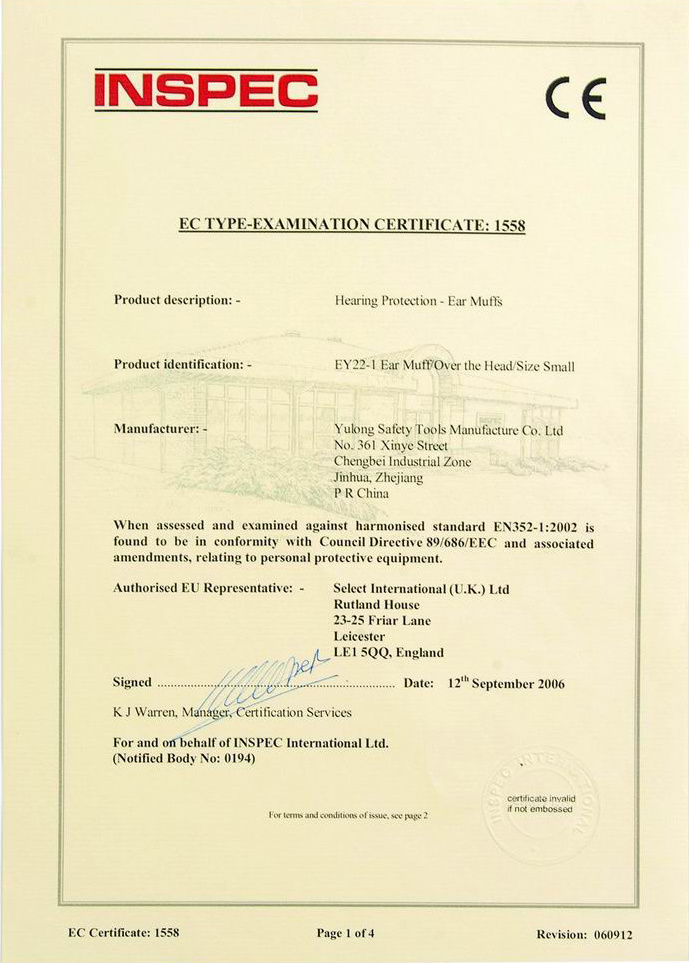 INSPEC
CE
EC TYPE-EXAMINATION CERTIFICATE: 1558
Product description: - Hearing Protection - Ear Muffs
Product identification: - EY22-1 Ear Muff/Over the Head/Size Small
Manufacturer: - Yulong Safety Tools Manufacture Co. Ltd
No. 361 Xinye Street
Chengbei Industrial Zone
Jinhua, Zhejiang
P R China
When assessed and examined against harmonised standard EN352-1:2002 is
found to be in conformity with Council Directive 89/686/EEC and associated
amendments, relating to personal protective equipment.
Authorised EU Representative: - Select International (U.K.) Ltd
Rutland House
23-25 Friar Lane
Leicester
LE1 5QQ, England
Signed ........................................................... Date: 12th September 2006
K J Warren, Manager, Certification Services
For and on behalf of INSPEC International Ltd.
(Notified Body No: 0194)
INSPEC INTERNATIONAL
certificate invalid
if not embossed
For terms and conditions of issue, see page 2
EC Certificate: 1558 Page 1 of 4 Revision: 060912